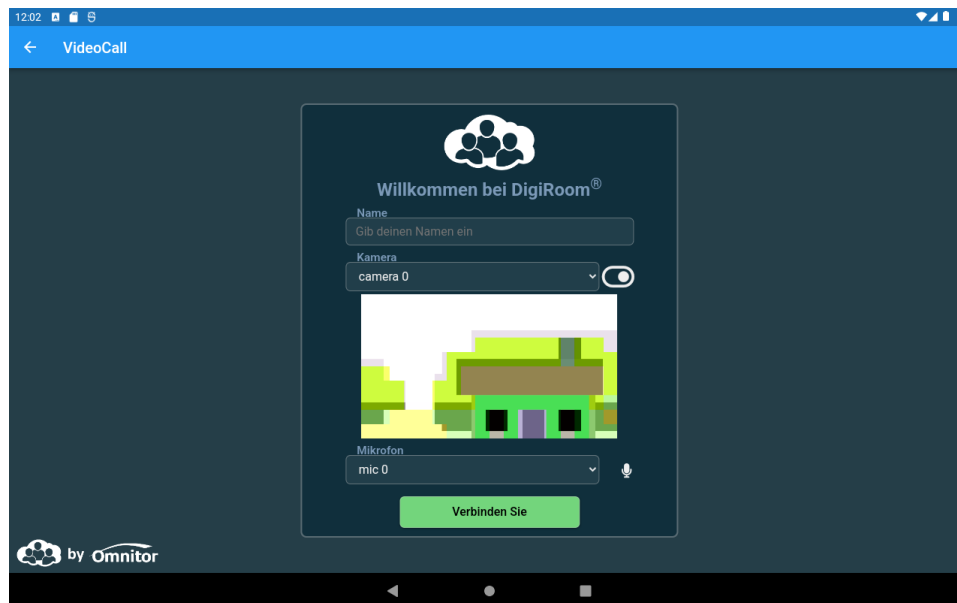 12:02
VideoCall
Willkommen bei DigiRoom®
Name
Gib deinen Namen ein
Kamera
camera 0
Mikrofon
mic 0
Verbinden Sie
by Omnitor